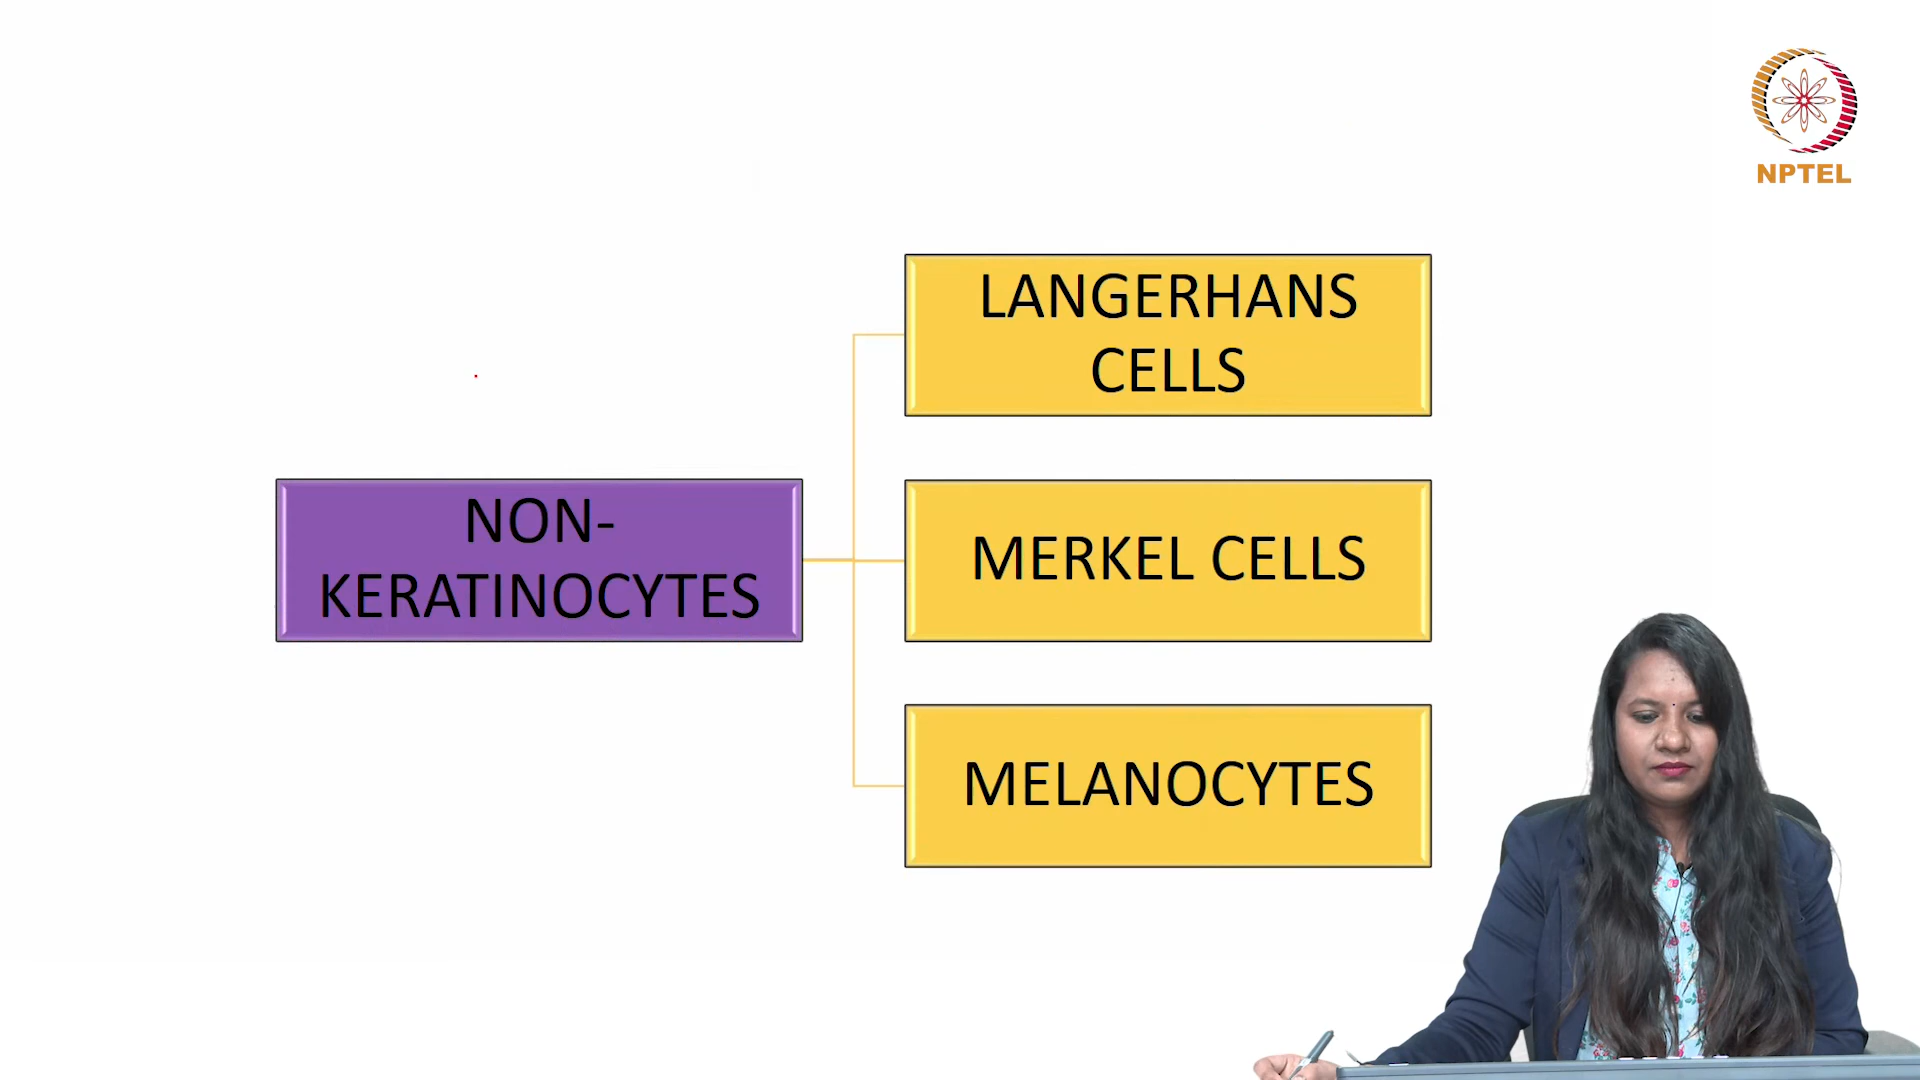 NPTEL
LANGERHANS
CELLS
NON-
KERATINOCYTES
MERKEL CELLS
MELANOCYTES